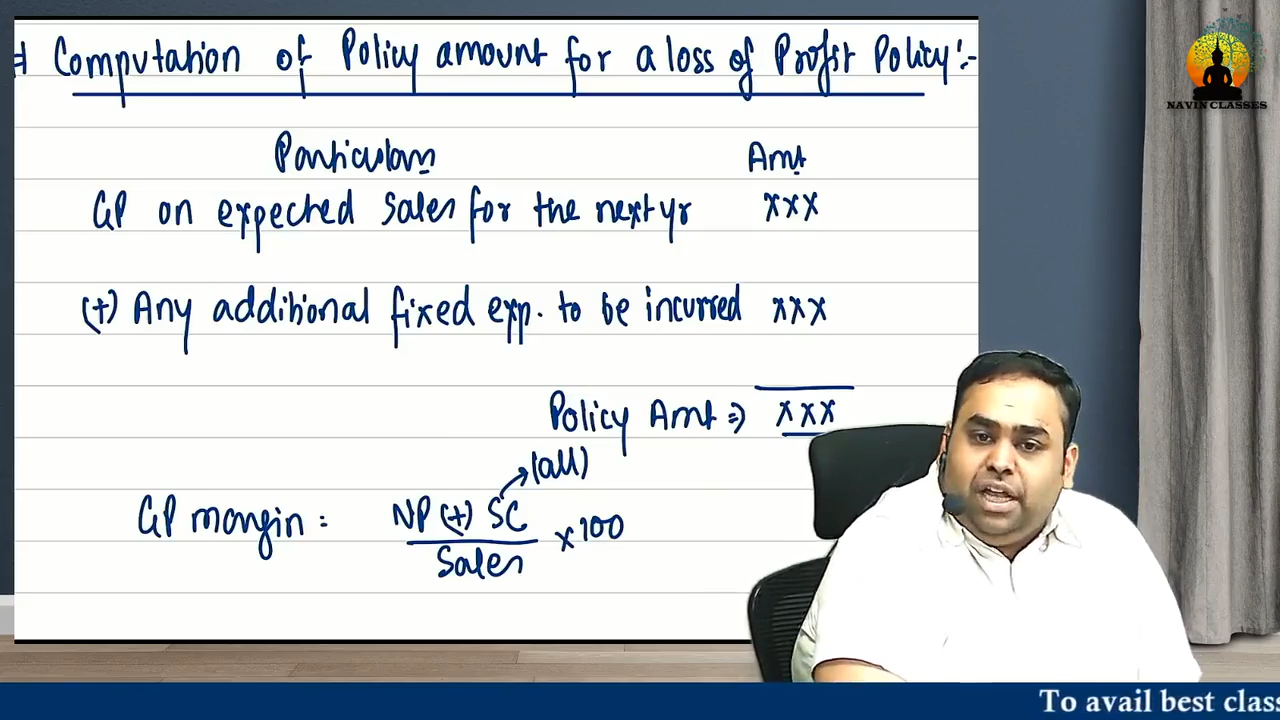 Computation of Policy amount for a loss of Profit Policy:-
NAVIN CLASSES
Particulars Amt
GP on expected Sales for the next yr xxx
(+) Any additional fixed exp. to be incurred xxx
Policy Amt => xxx
(all)
GP margin = NP (+) SC
x 100
Sales
To avail best class